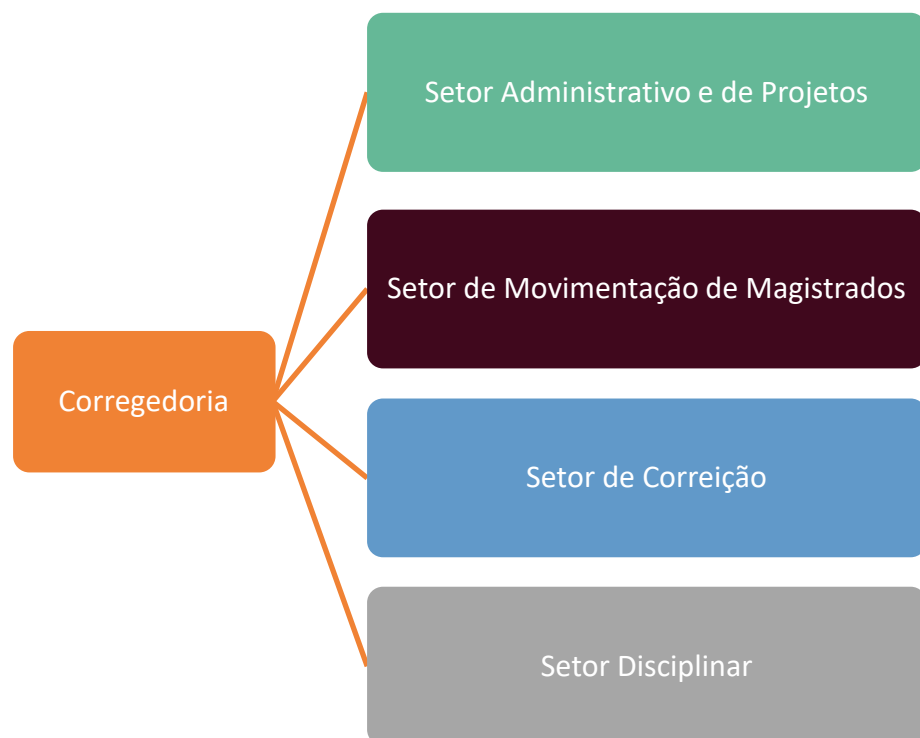 Setor Administrativo e de Projetos
Setor de Movimentação de Magistrados
Corregedoria
Setor de Correição
Setor Disciplinar